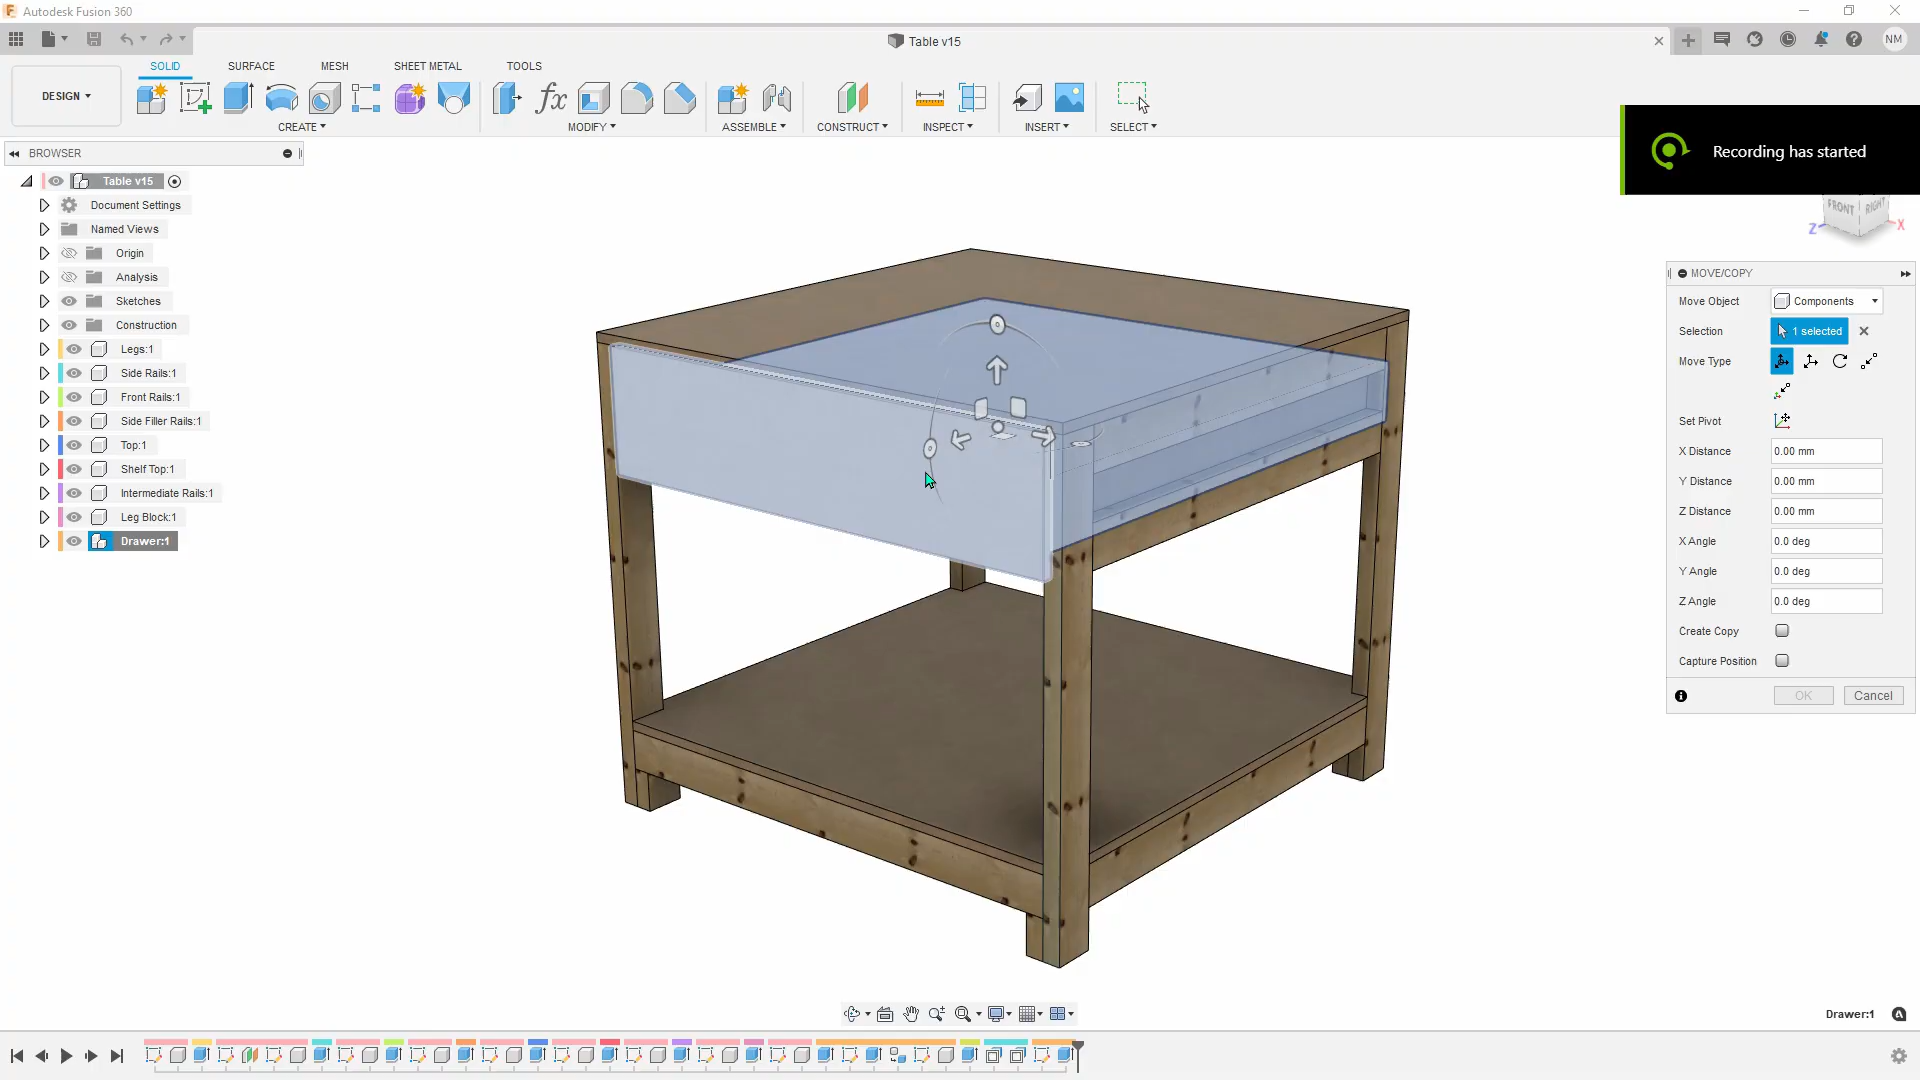 Autodesk Fusion 360
Table v15
NM
DESIGN
SOLID
SURFACE
MESH
SHEET METAL
TOOLS
CREATE
MODIFY
ASSEMBLE
CONSTRUCT
INSPECT
INSERT
SELECT
Recording has started
BROWSER
Table v15
Document Settings
Named Views
Origin
Analysis
Sketches
Construction
Legs:1
Side Rails:1
Front Rails:1
Side Filler Rails:1
Top:1
Shelf Top:1
Intermediate Rails:1
Leg Block:1
Drawer:1
FRONT
RIGHT
Z
X
MOVE/COPY
Move Object
Components
Selection
1 selected
Move Type
Set Pivot
X Distance
0.00 mm
Y Distance
0.00 mm
Z Distance
0.00 mm
X Angle
0.0 deg
Y Angle
0.0 deg
Z Angle
0.0 deg
Create Copy
Capture Position
OK
Cancel
Drawer:1